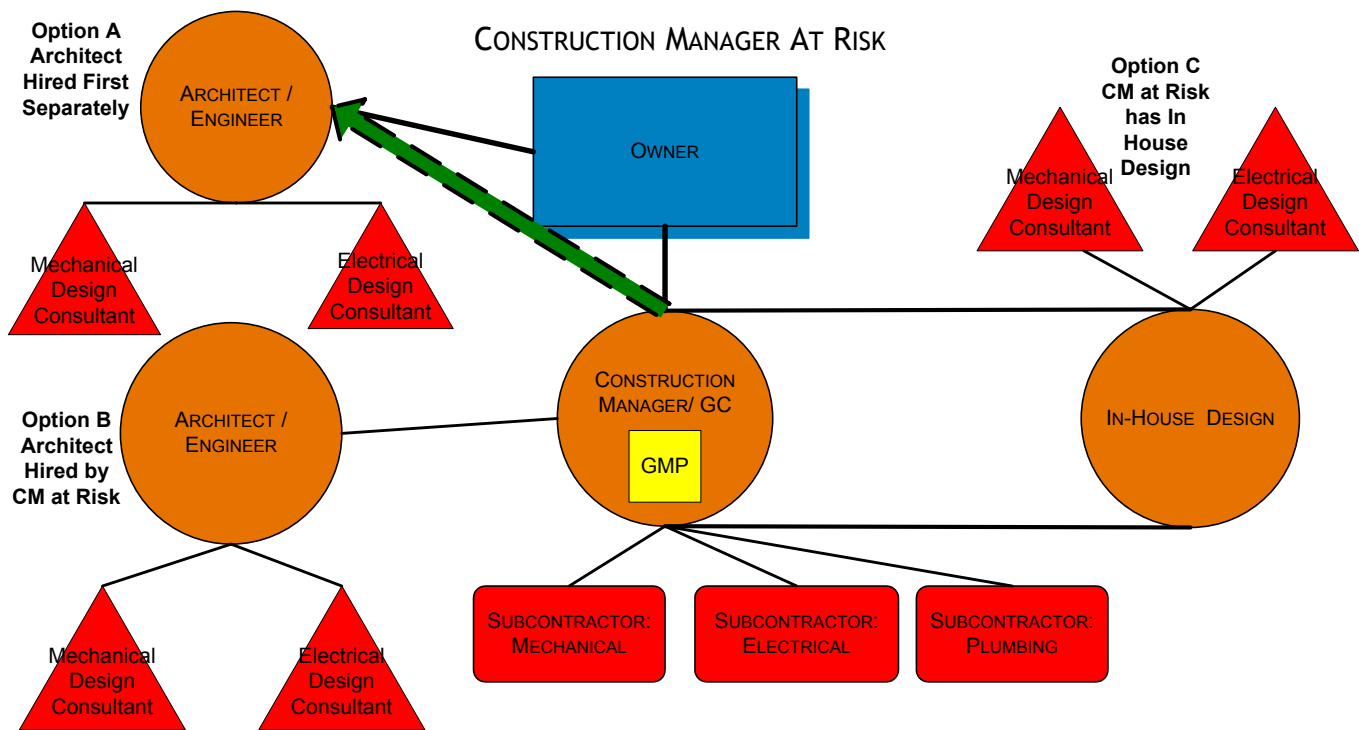 CONSTRUCTION MANAGER AT RISK
Option A
Architect
Hired First
Separately
ARCHITECT /
ENGINEER
Mechanical
Design
Consultant
Electrical
Design
Consultant
OWNER
Option C
CM at Risk
has In
House
Design
Mechanical
Design
Consultant
Electrical
Design
Consultant
Option B
Architect
Hired by
CM at Risk
ARCHITECT /
ENGINEER
CONSTRUCTION
MANAGER/ GC
GMP
IN-HOUSE DESIGN
Mechanical
Design
Consultant
Electrical
Design
Consultant
SUBCONTRACTOR:
MECHANICAL
SUBCONTRACTOR:
ELECTRICAL
SUBCONTRACTOR:
PLUMBING